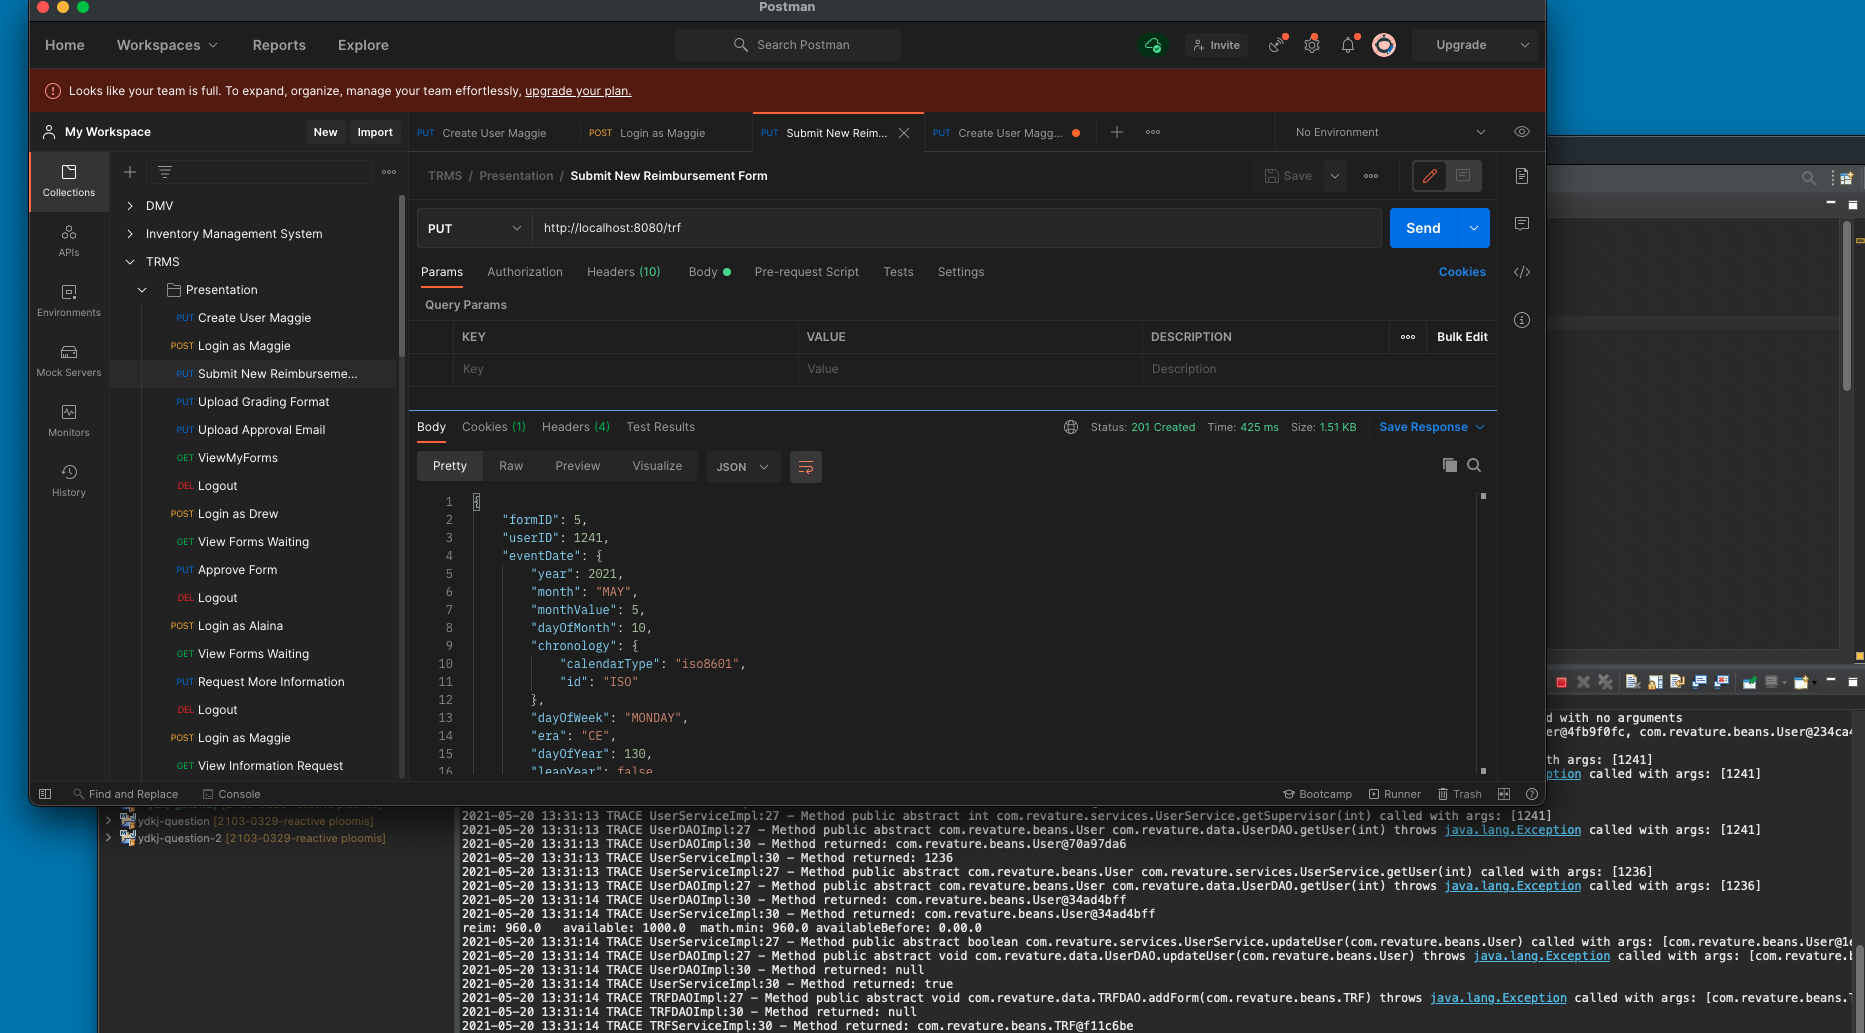 Postman
Home Workspaces Reports Explore Search Postman Invite Upgrade
Looks like your team is full. To expand, organize, manage your team effortlessly, upgrade your plan.
My Workspace New Import
PUT Create User Maggie POST Login as Maggie PUT Submit New Reim... PUT Create User Magg... No Environment
Collections
APIs
Environments
Mock Servers
Monitors
History
DMV
Inventory Management System
TRMS
Presentation
PUT Create User Maggie
POST Login as Maggie
PUT Submit New Reimburseme...
PUT Upload Grading Format
PUT Upload Approval Email
GET ViewMyForms
DEL Logout
POST Login as Drew
GET View Forms Waiting
PUT Approve Form
DEL Logout
POST Login as Alaina
GET View Forms Waiting
PUT Request More Information
DEL Logout
POST Login as Maggie
GET View Information Request
TRMS / Presentation / Submit New Reimbursement Form Save
PUT http://localhost:8080/trf Send
Params Authorization Headers (10) Body Pre-request Script Tests Settings Cookies
Query Params
KEY VALUE DESCRIPTION Bulk Edit
Key Value Description
Body Cookies (1) Headers (4) Test Results Status: 201 Created Time: 425 ms Size: 1.51 KB Save Response
Pretty Raw Preview Visualize JSON
1 {
2 "formID": 5,
3 "userID": 1241,
4 "eventDate": {
5 "year": 2021,
6 "month": "MAY",
7 "monthValue": 5,
8 "dayOfMonth": 10,
9 "chronology": {
10 "calendarType": "iso8601",
11 "id": "ISO"
12 },
13 "dayOfWeek": "MONDAY",
14 "era": "CE",
15 "dayOfYear": 130,
16 "leapYear": false
Find and Replace Console Bootcamp Runner Trash
d with no arguments
er@4fb9f0fc, com.revature.beans.User@234ca4
th args: [1241]
ption called with args: [1241]
ydkj-question [2103-0329-reactive ploomis]
ydkj-question-2 [2103-0329-reactive ploomis]
2021-05-20 13:31:13 TRACE UserServiceImpl:27 - Method public abstract int com.revature.services.UserService.getSupervisor(int) called with args: [1241]
2021-05-20 13:31:13 TRACE UserDAOImpl:27 - Method public abstract com.revature.beans.User com.revature.data.UserDAO.getUser(int) throws java.lang.Exception called with args: [1241]
2021-05-20 13:31:13 TRACE UserDAOImpl:30 - Method returned: com.revature.beans.User@70a97da6
2021-05-20 13:31:13 TRACE UserServiceImpl:30 - Method returned: 1236
2021-05-20 13:31:13 TRACE UserServiceImpl:27 - Method public abstract com.revature.beans.User com.revature.services.UserService.getUser(int) called with args: [1236]
2021-05-20 13:31:13 TRACE UserDAOImpl:27 - Method public abstract com.revature.beans.User com.revature.data.UserDAO.getUser(int) throws java.lang.Exception called with args: [1236]
2021-05-20 13:31:14 TRACE UserDAOImpl:30 - Method returned: com.revature.beans.User@34ad4bff
2021-05-20 13:31:14 TRACE UserServiceImpl:30 - Method returned: com.revature.beans.User@34ad4bff
reim: 960.0 available: 1000.0 math.min: 960.0 availableBefore: 0.00.0
2021-05-20 13:31:14 TRACE UserServiceImpl:27 - Method public abstract boolean com.revature.services.UserService.updateUser(com.revature.beans.User) called with args: [com.revature.beans.User@1e
2021-05-20 13:31:14 TRACE UserDAOImpl:27 - Method public abstract void com.revature.data.UserDAO.updateUser(com.revature.beans.User) throws java.lang.Exception called with args: [com.revature.b
2021-05-20 13:31:14 TRACE UserDAOImpl:30 - Method returned: null
2021-05-20 13:31:14 TRACE UserServiceImpl:30 - Method returned: true
2021-05-20 13:31:14 TRACE TRFDAOImpl:27 - Method public abstract void com.revature.data.TRFDAO.addForm(com.revature.beans.TRF) throws java.lang.Exception called with args: [com.revature.beans.T
2021-05-20 13:31:14 TRACE TRFDAOImpl:30 - Method returned: null
2021-05-20 13:31:14 TRACE TRFServiceImpl:30 - Method returned: com.revature.beans.TRF@f11c6be